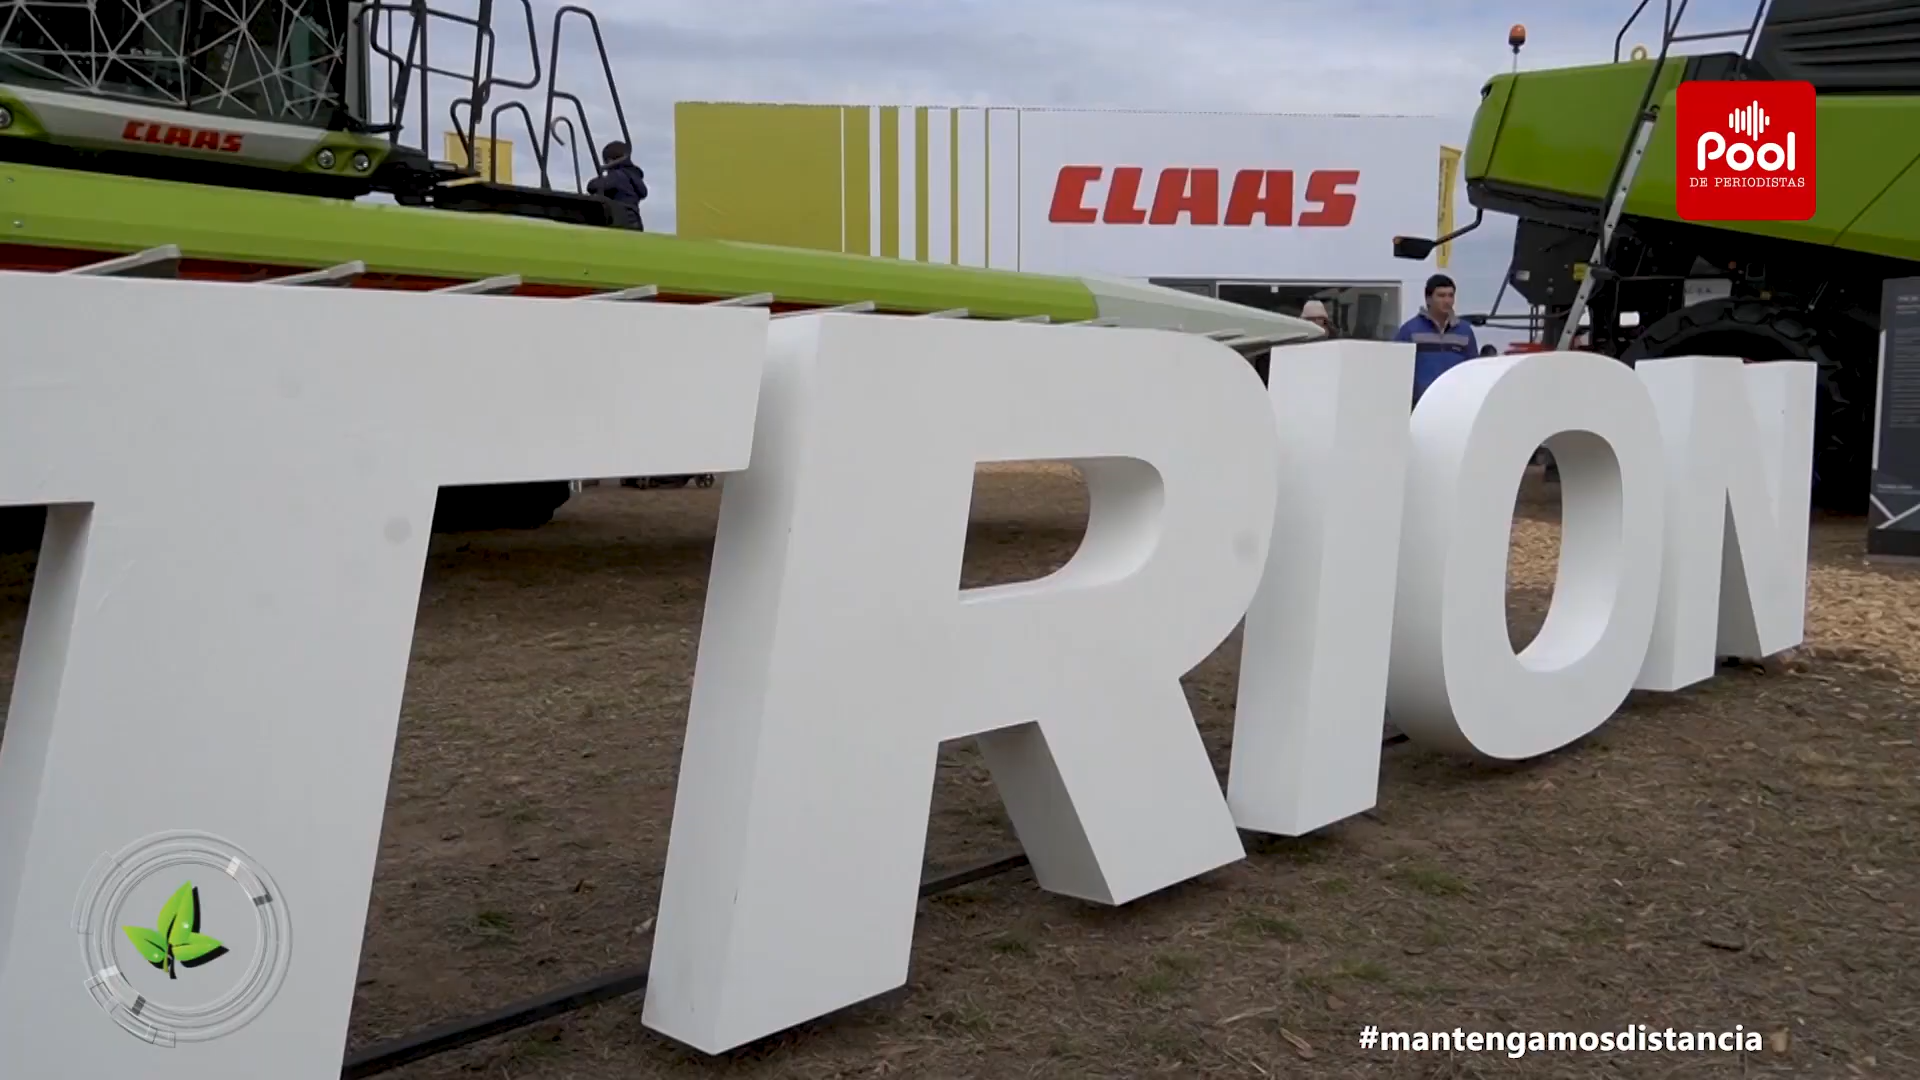 CLAAS
CLAAS
Pool
DE PERIODISTAS
TRION
#mantengamosdistancia